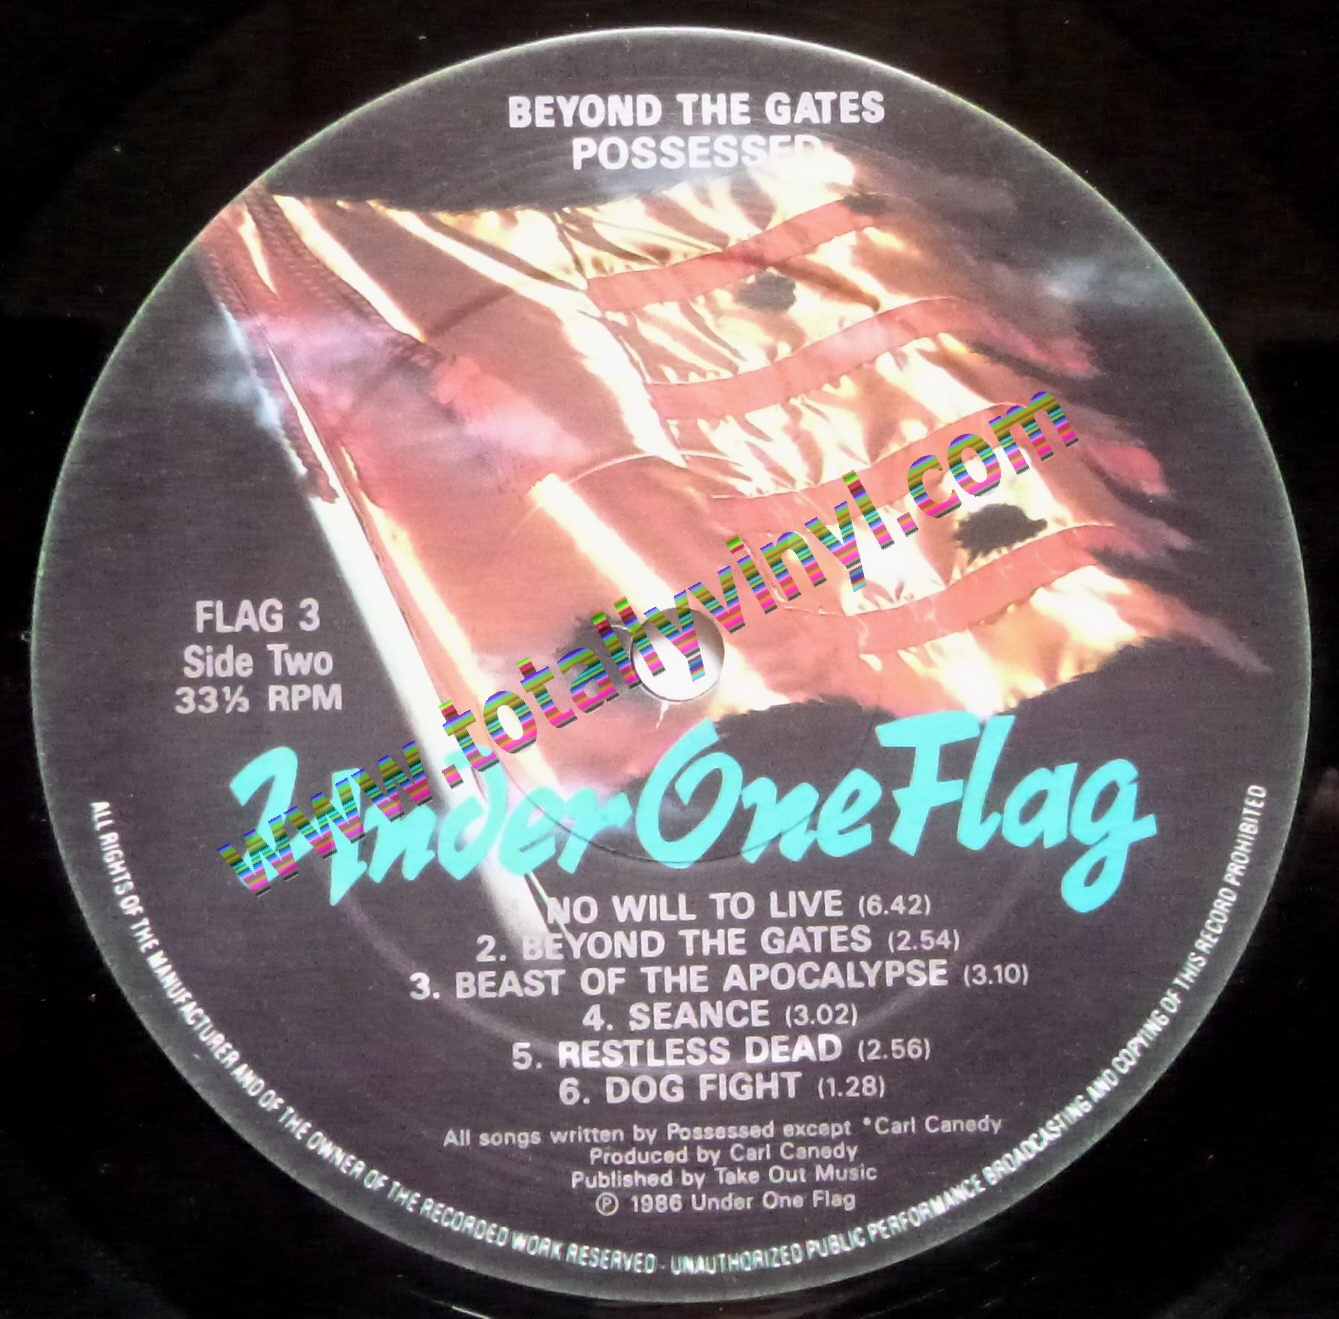 BEYOND THE GATES
POSSESSED
FLAG 3
Side Two
33⅓ RPM
Under One Flag
www.totallyvinyl.com
NO WILL TO LIVE (6.42)
2. BEYOND THE GATES (2.54)
3. BEAST OF THE APOCALYPSE (3.10)
4. SEANCE (3.02)
5. RESTLESS DEAD (2.56)
6. DOG FIGHT (1.28)
All songs written by Possessed except *Carl Canedy
Produced by Carl Canedy
Published by Take Out Music
℗ 1986 Under One Flag
ALL RIGHTS OF THE MANUFACTURER AND OF THE OWNER OF THE RECORDED WORK RESERVED - UNAUTHORIZED PUBLIC PERFORMANCE BROADCASTING AND COPYING OF THIS RECORD PROHIBITED